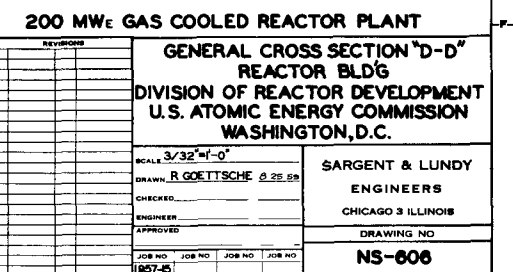 200 MWE GAS COOLED REACTOR PLANT
F
REVISIONS
GENERAL CROSS SECTION "D-D"
REACTOR BLD'G
DIVISION OF REACTOR DEVELOPMENT
U.S. ATOMIC ENERGY COMMISSION
WASHINGTON, D.C.
SCALE 3/32"=1'-0"
DRAWN R GOETTSCHE 8 25 59
CHECKED
ENGINEER
APPROVED
JOB NO JOB NO JOB NO JOB NO
1957-15
SARGENT & LUNDY
ENGINEERS
CHICAGO 3 ILLINOIS
DRAWING NO
NS-606